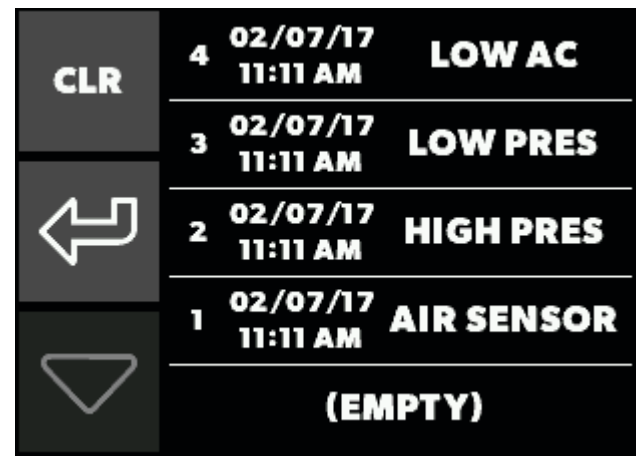 CLR
4 02/07/17 11:11 AM LOW AC
3 02/07/17 11:11 AM LOW PRES
2 02/07/17 11:11 AM HIGH PRES
1 02/07/17 11:11 AM AIR SENSOR
(EMPTY)